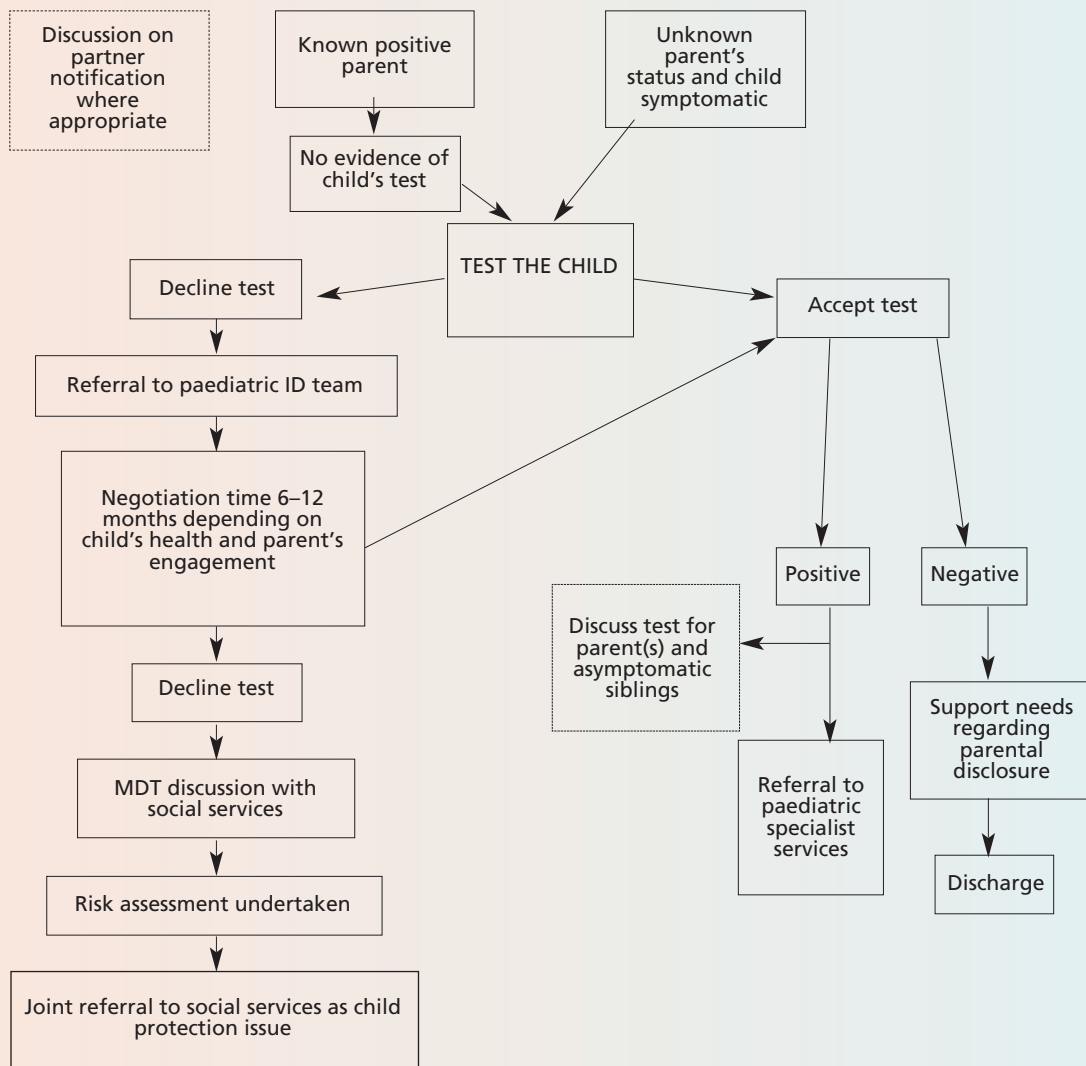 Discussion on
partner
notification
where
appropriate
Known positive
parent
Unknown
parent's
status and child
symptomatic
No evidence of
child's test
TEST THE CHILD
Decline test
Accept test
Referral to paediatric ID team
Negotiation time 6–12
months depending on
child's health and parent's
engagement
Positive
Negative
Discuss test for
parent(s) and
asymptomatic
siblings
Decline test
Support needs
regarding
parental
disclosure
MDT discussion with
social services
Referral to
paediatric
specialist
services
Risk assessment undertaken
Discharge
Joint referral to social services as child
protection issue